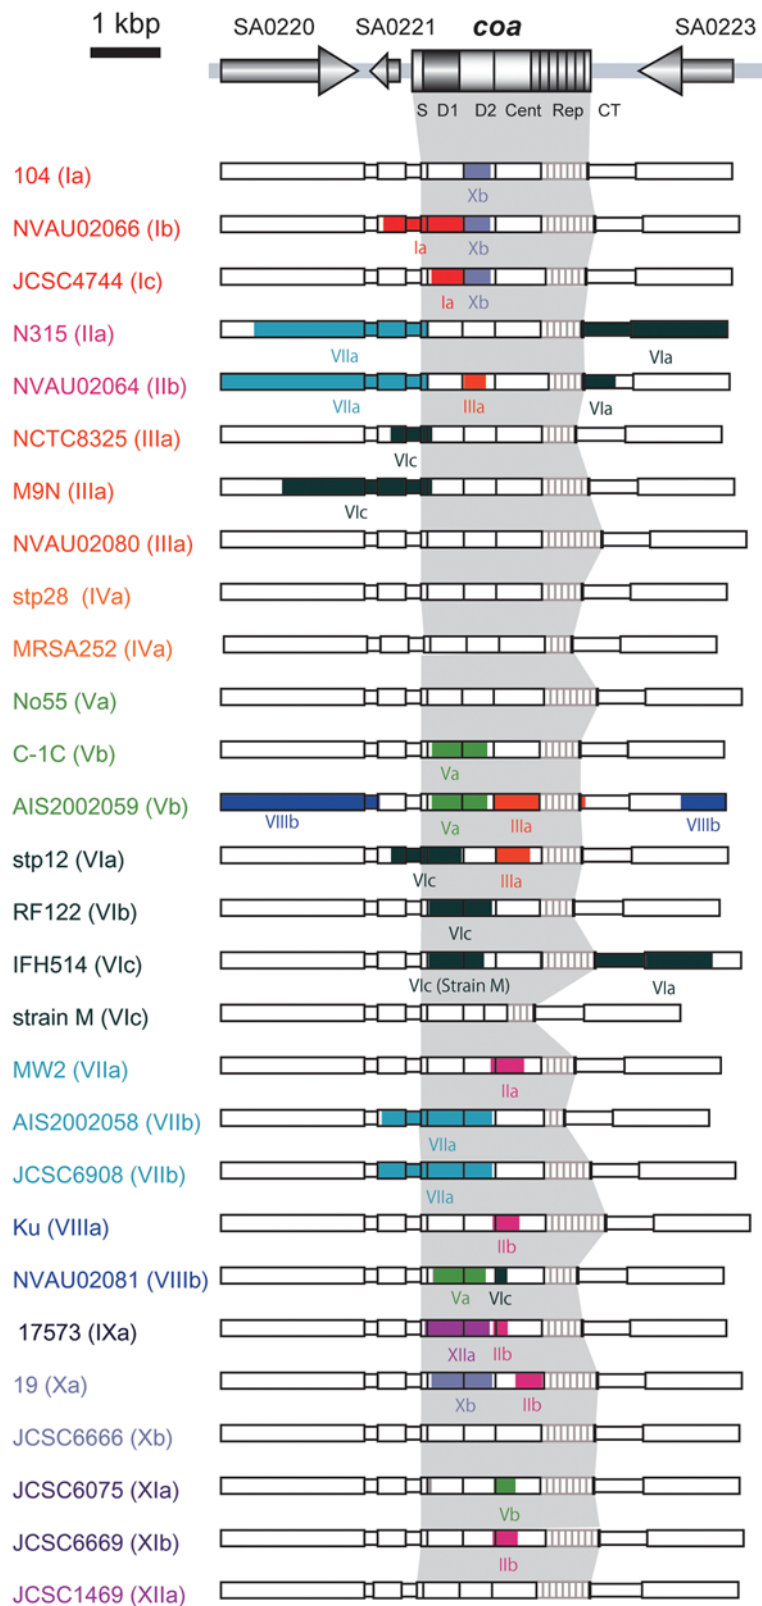 1 kbp
SA0220 SA0221 coa SA0223
S D1 D2 Cent Rep CT
104 (Ia)
Xb
NVAU02066 (Ib)
Ia Xb
JCSC4744 (Ic)
Ia Xb
N315 (IIa)
VIIa VIa
NVAU02064 (IIb)
VIIa IIIa VIa
NCTC8325 (IIIa)
VIc
M9N (IIIa)
VIc
NVAU02080 (IIIa)
stp28 (IVa)
MRSA252 (IVa)
No55 (Va)
C-1C (Vb)
Va
AIS2002059 (Vb)
VIIIb Va IIIa VIIIb
stp12 (VIa)
VIc IIIa
RF122 (VIb)
VIc
IFH514 (VIc)
VIc (Strain M) VIa
strain M (VIc)
MW2 (VIIa)
IIa
AIS2002058 (VIIb)
VIIa
JCSC6908 (VIIb)
VIIa
Ku (VIIIa)
IIb
NVAU02081 (VIIIb)
Va VIc
17573 (IXa)
XIIa IIb
19 (Xa)
Xb IIb
JCSC6666 (Xb)
JCSC6075 (XIa)
Vb
JCSC6669 (XIb)
IIb
JCSC1469 (XIIa)